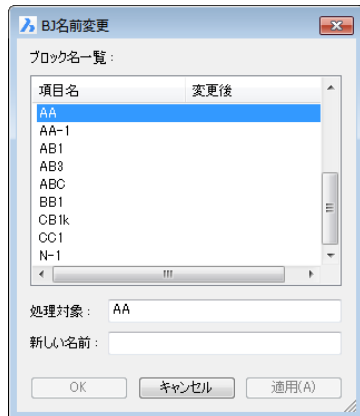 BJ名前変更
ブロック名一覧：
項目名 変更後
AA
AA-1
AB1
AB3
ABC
BB1
CB1k
CC1
N-1
処理対象： AA
新しい名前：
OK キャンセル 適用(A)